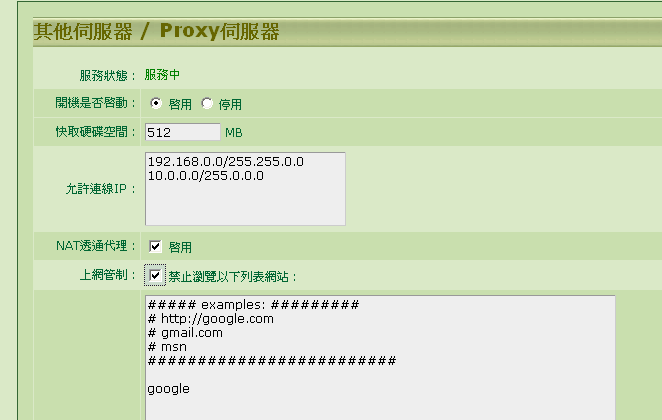 其他伺服器 / Proxy伺服器
服務狀態： 服務中
開機是否啓動： 啓用 停用
快取硬碟空間： 512 MB
允許連線IP：
192.168.0.0/255.255.0.0
10.0.0.0/255.0.0.0
NAT透通代理： 啓用
上網管制： 禁止瀏覽以下列表網站：
##### examples: #########
# http://google.com
# gmail.com
# msn
#########################
google